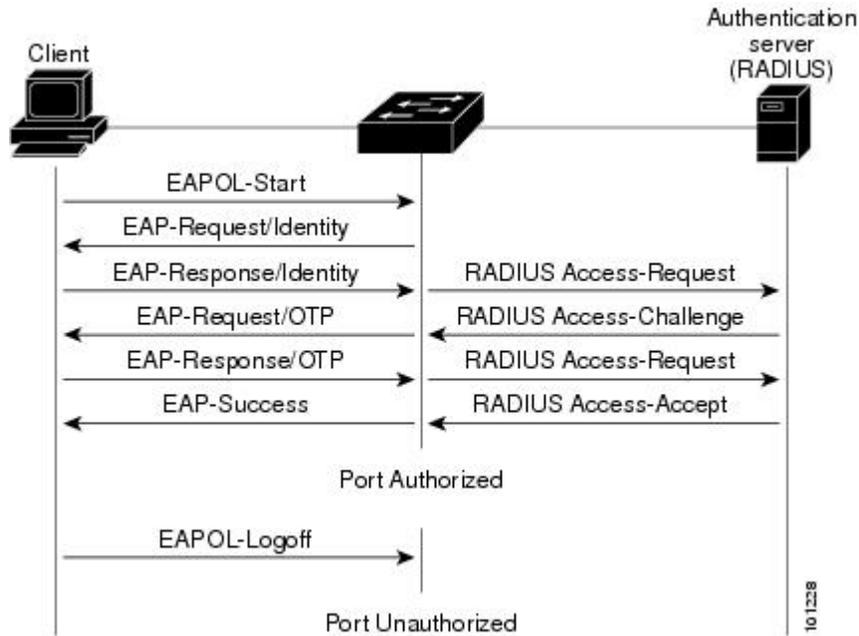 Client
Authentication
server
(RADIUS)
EAPOL-Start
EAP-Request/Identity
EAP-Response/Identity
RADIUS Access-Request
EAP-Request/OTP
RADIUS Access-Challenge
EAP-Response/OTP
RADIUS Access-Request
EAP-Success
RADIUS Access-Accept
Port Authorized
EAPOL-Logoff
Port Unauthorized
101228